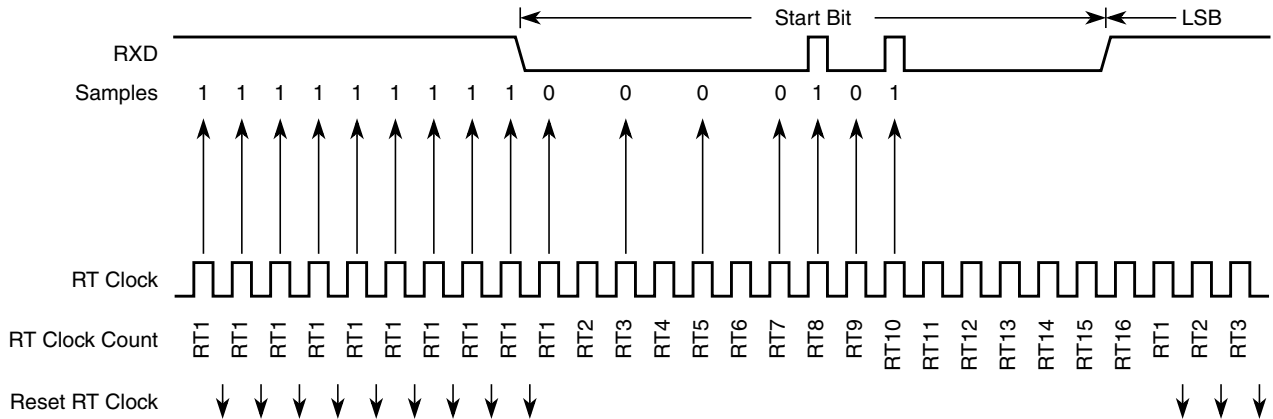 Start Bit LSB
RXD
Samples 1 1 1 1 1 1 1 1 1 0 0 0 0 1 0 1
RT Clock
RT Clock Count RT1 RT1 RT1 RT1 RT1 RT1 RT1 RT1 RT1 RT1 RT2 RT3 RT4 RT5 RT6 RT7 RT8 RT9 RT10 RT11 RT12 RT13 RT14 RT15 RT16 RT1 RT2 RT3
Reset RT Clock